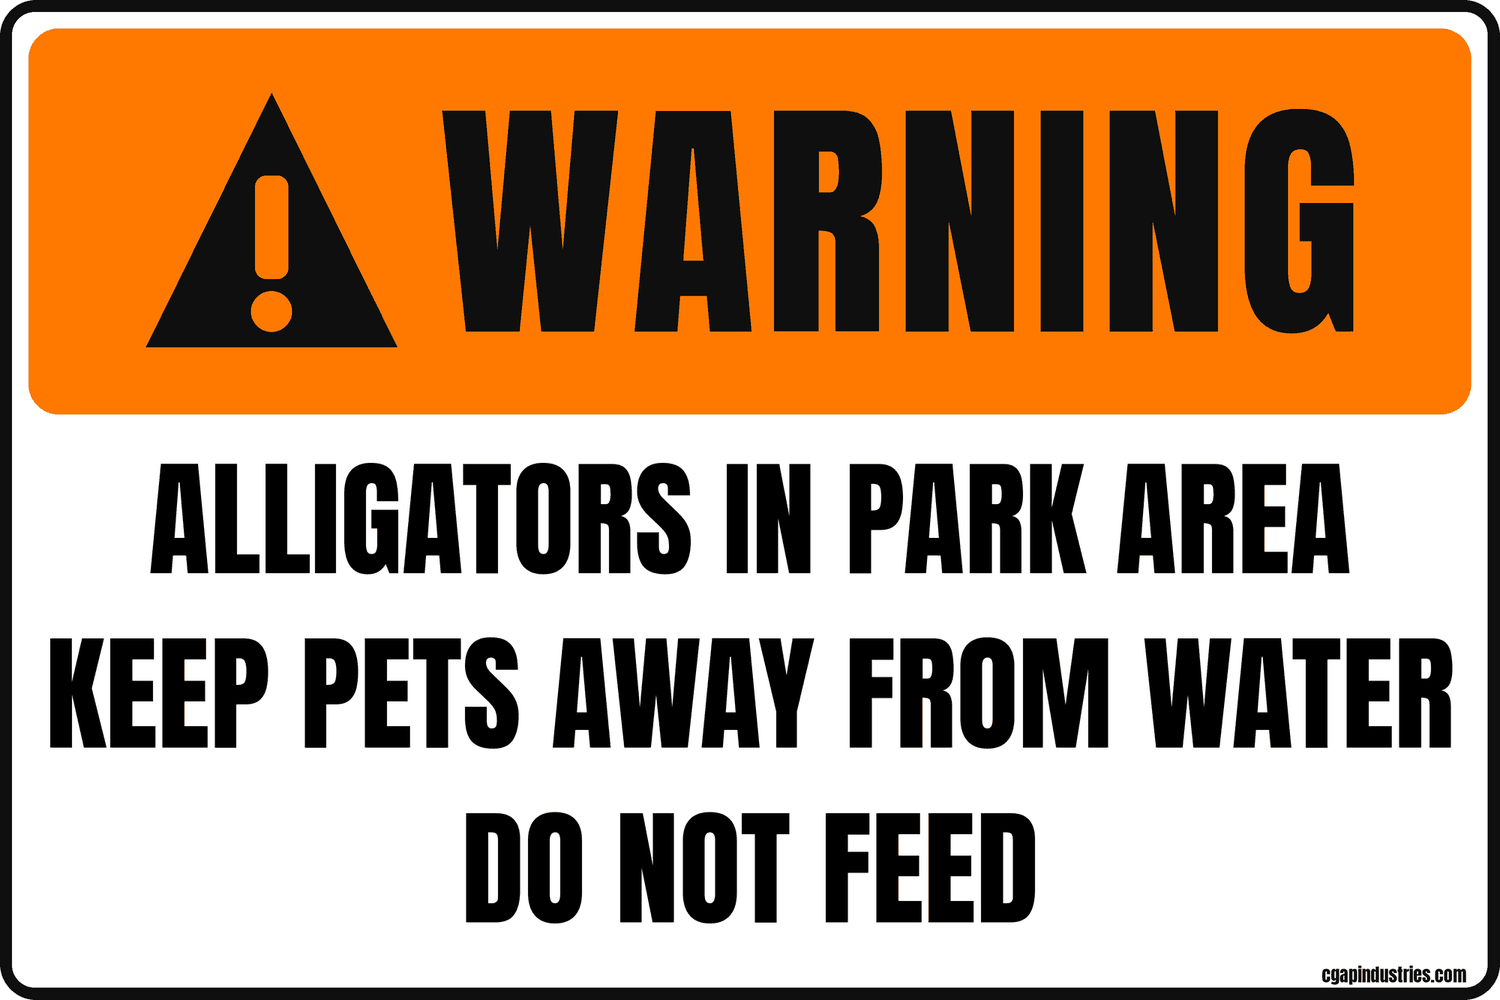 WARNING
ALLIGATORS IN PARK AREA
KEEP PETS AWAY FROM WATER
DO NOT FEED
cgapindustries.com